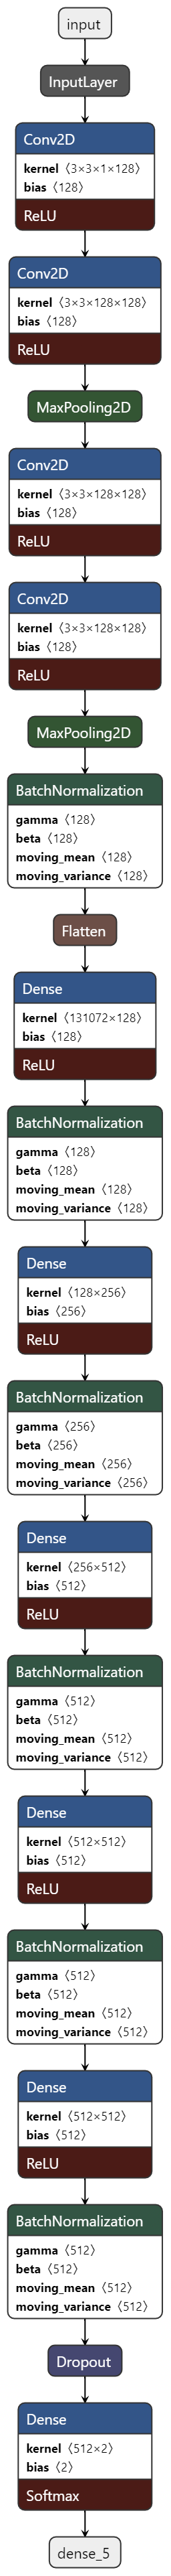 input
InputLayer
Conv2D
kernel〈3×3×1×128〉
bias〈128〉
ReLU
Conv2D
kernel〈3×3×128×128〉
bias〈128〉
ReLU
MaxPooling2D
Conv2D
kernel〈3×3×128×128〉
bias〈128〉
ReLU
Conv2D
kernel〈3×3×128×128〉
bias〈128〉
ReLU
MaxPooling2D
BatchNormalization
gamma〈128〉
beta〈128〉
moving_mean〈128〉
moving_variance〈128〉
Flatten
Dense
kernel〈131072×128〉
bias〈128〉
ReLU
BatchNormalization
gamma〈128〉
beta〈128〉
moving_mean〈128〉
moving_variance〈128〉
Dense
kernel〈128×256〉
bias〈256〉
ReLU
BatchNormalization
gamma〈256〉
beta〈256〉
moving_mean〈256〉
moving_variance〈256〉
Dense
kernel〈256×512〉
bias〈512〉
ReLU
BatchNormalization
gamma〈512〉
beta〈512〉
moving_mean〈512〉
moving_variance〈512〉
Dense
kernel〈512×512〉
bias〈512〉
ReLU
BatchNormalization
gamma〈512〉
beta〈512〉
moving_mean〈512〉
moving_variance〈512〉
Dense
kernel〈512×512〉
bias〈512〉
ReLU
BatchNormalization
gamma〈512〉
beta〈512〉
moving_mean〈512〉
moving_variance〈512〉
Dropout
Dense
kernel〈512×2〉
bias〈2〉
Softmax
dense_5